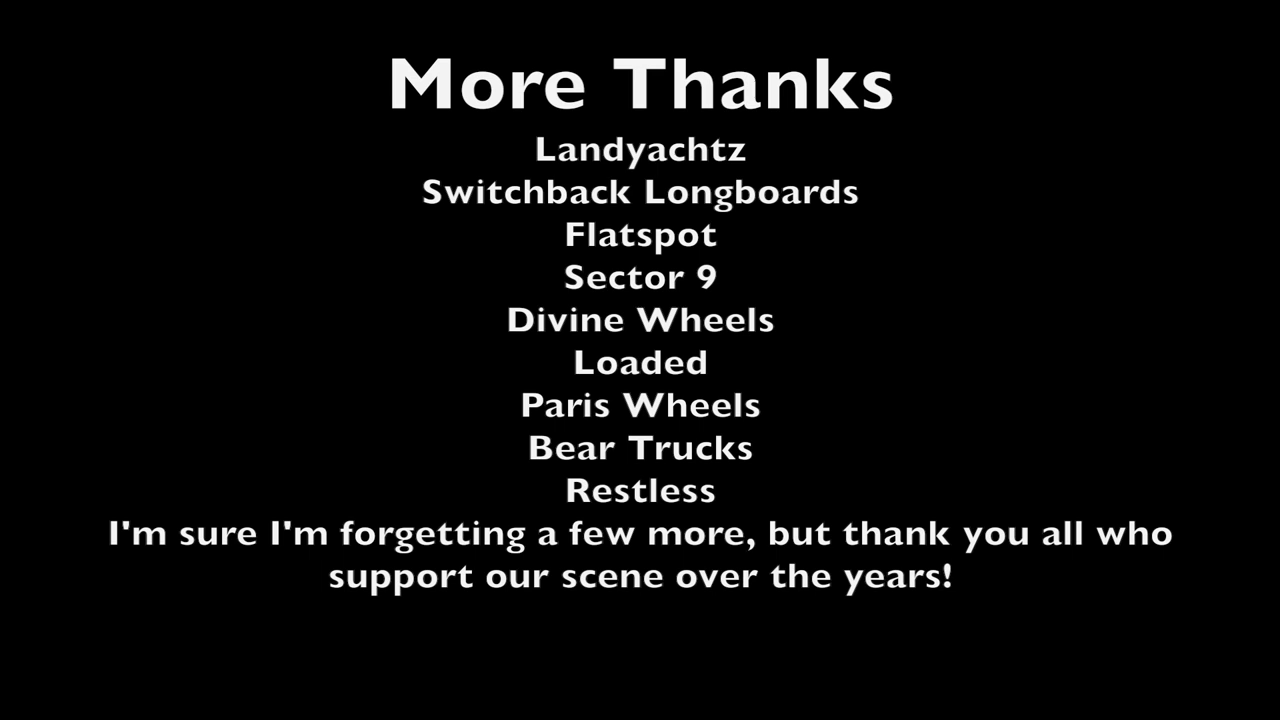 More Thanks
Landyachtz
Switchback Longboards
Flatspot
Sector 9
Divine Wheels
Loaded
Paris Wheels
Bear Trucks
Restless
I'm sure I'm forgetting a few more, but thank you all who
support our scene over the years!